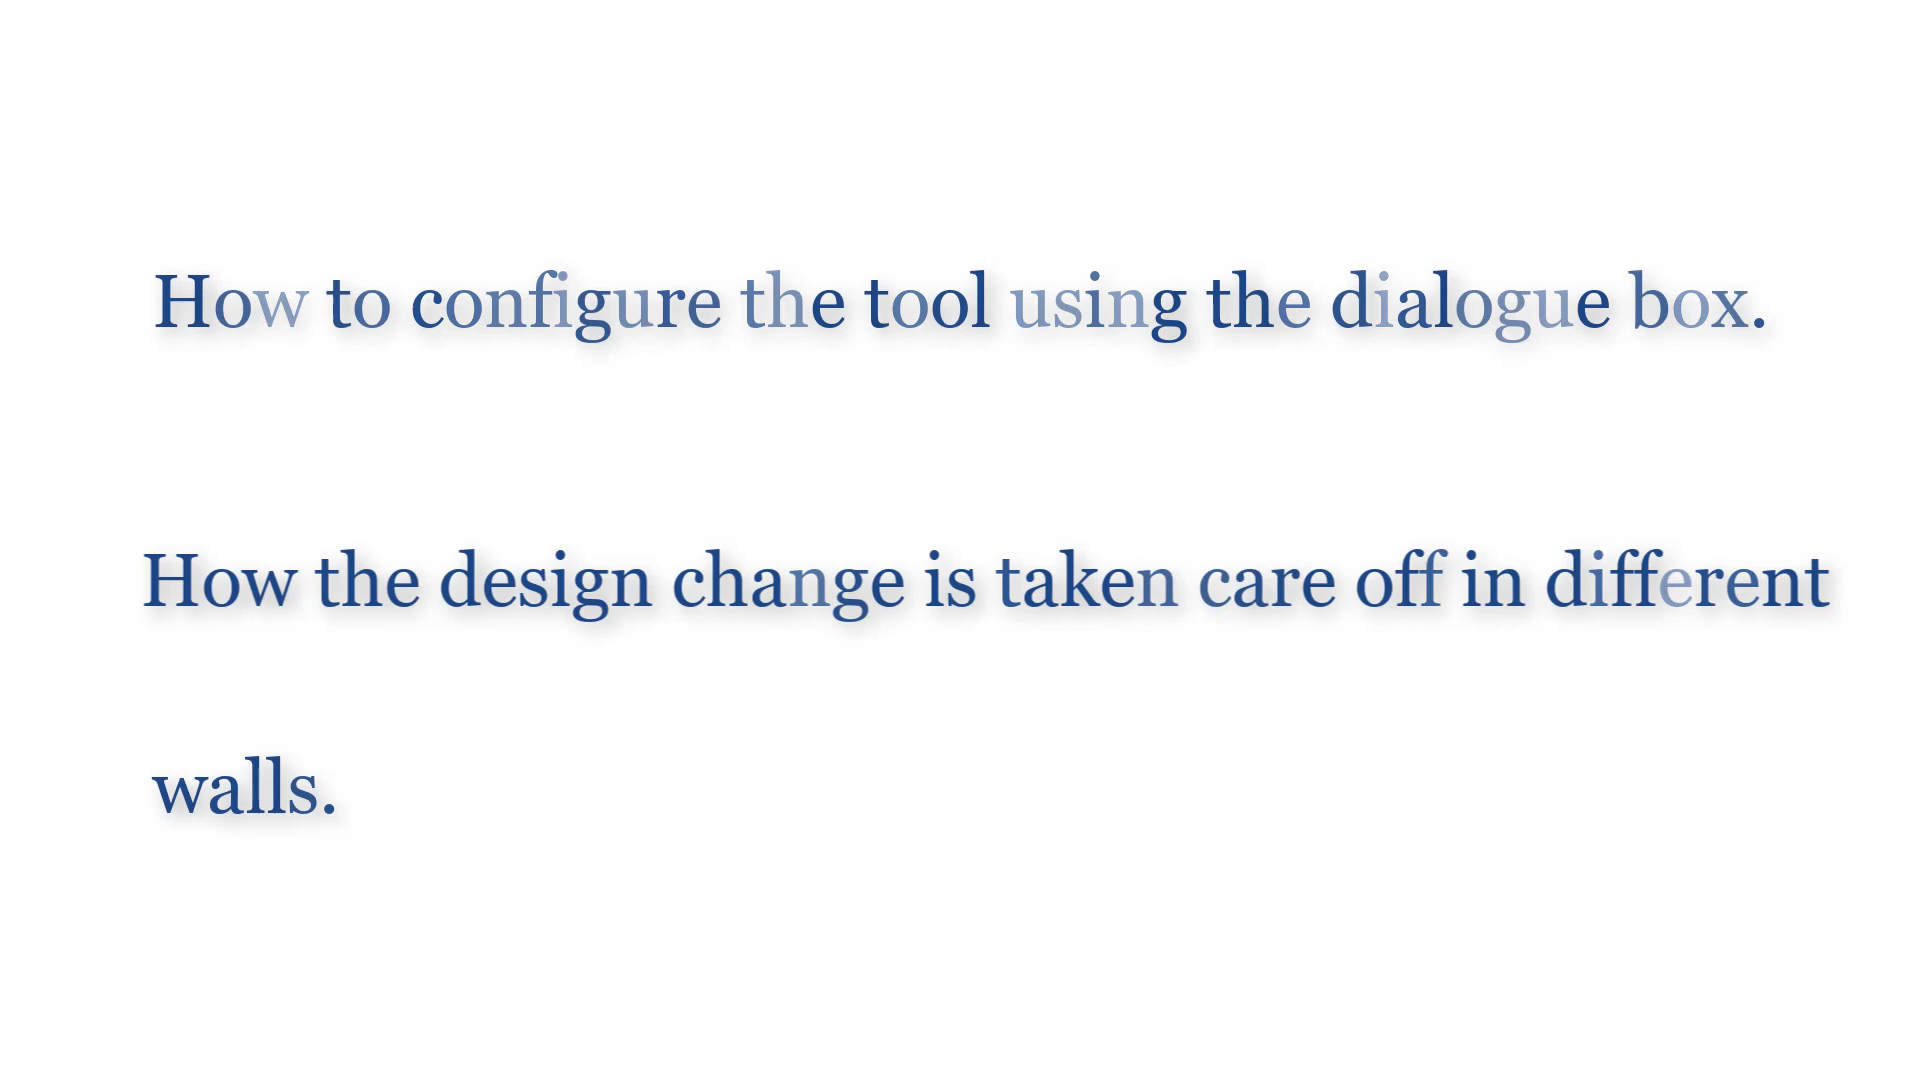 How to configure the tool using the dialogue box.
How the design change is taken care off in different
walls.